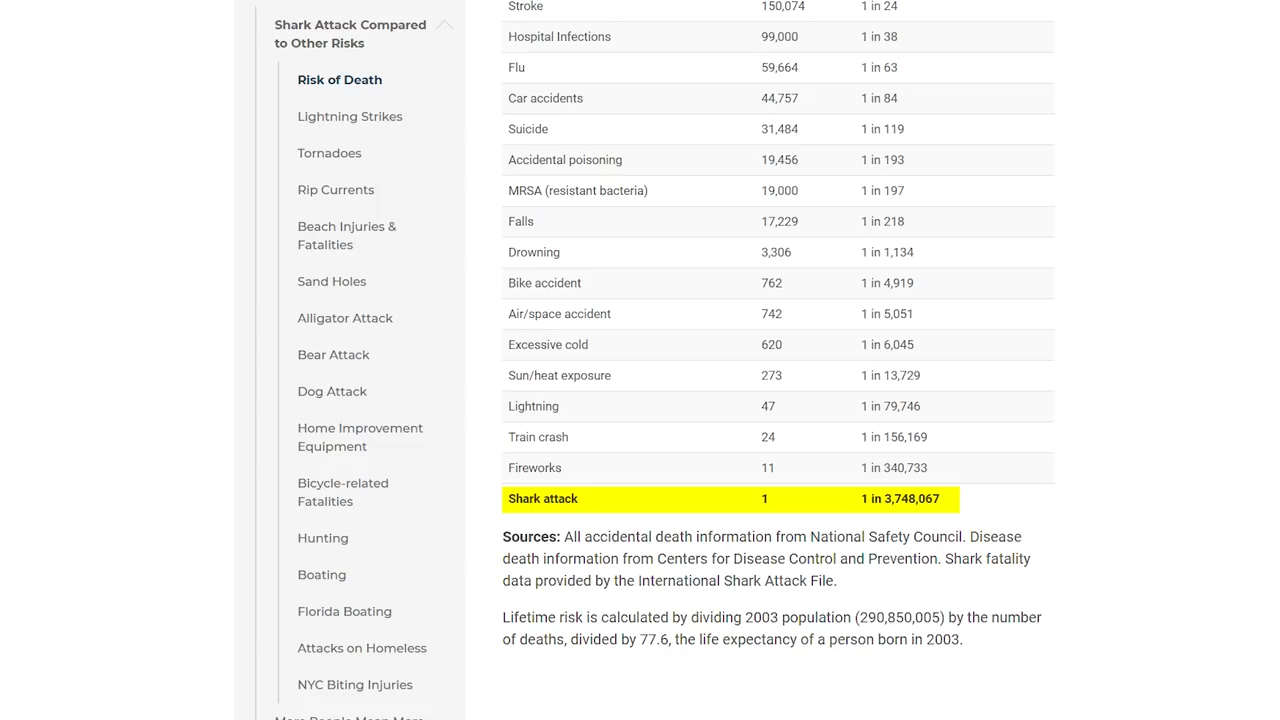 Shark Attack Compared
to Other Risks
Risk of Death
Lightning Strikes
Tornadoes
Rip Currents
Beach Injuries &
Fatalities
Sand Holes
Alligator Attack
Bear Attack
Dog Attack
Home Improvement
Equipment
Bicycle-related
Fatalities
Hunting
Boating
Florida Boating
Attacks on Homeless
NYC Biting Injuries
More People Mean More
Stroke 150,074 1 in 24
Hospital Infections 99,000 1 in 38
Flu 59,664 1 in 63
Car accidents 44,757 1 in 84
Suicide 31,484 1 in 119
Accidental poisoning 19,456 1 in 193
MRSA (resistant bacteria) 19,000 1 in 197
Falls 17,229 1 in 218
Drowning 3,306 1 in 1,134
Bike accident 762 1 in 4,919
Air/space accident 742 1 in 5,051
Excessive cold 620 1 in 6,045
Sun/heat exposure 273 1 in 13,729
Lightning 47 1 in 79,746
Train crash 24 1 in 156,169
Fireworks 11 1 in 340,733
Shark attack 1 1 in 3,748,067
Sources: All accidental death information from National Safety Council. Disease
death information from Centers for Disease Control and Prevention. Shark fatality
data provided by the International Shark Attack File.
Lifetime risk is calculated by dividing 2003 population (290,850,005) by the number
of deaths, divided by 77.6, the life expectancy of a person born in 2003.